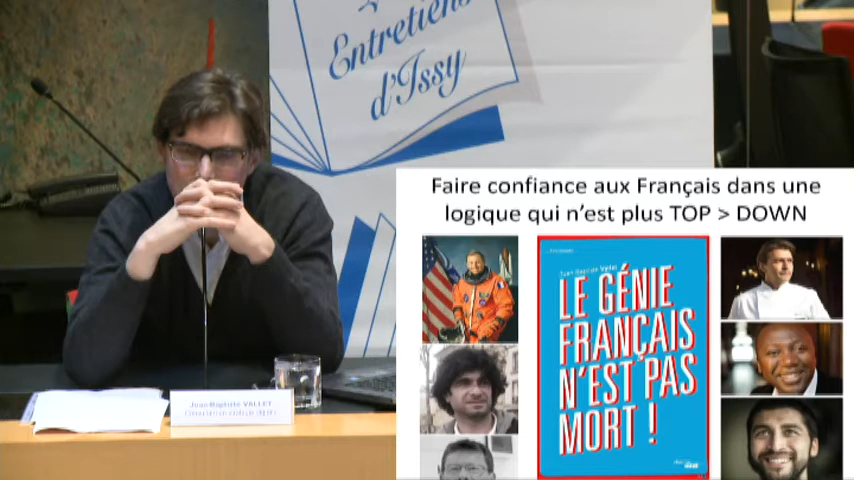 Entretiens
d'Issy
Faire confiance aux Français dans une
logique qui n'est plus TOP > DOWN
Jean-Baptiste Vallet
LE GÉNIE
FRANÇAIS
N'EST PAS
MORT !
Jean-Baptiste VALLET